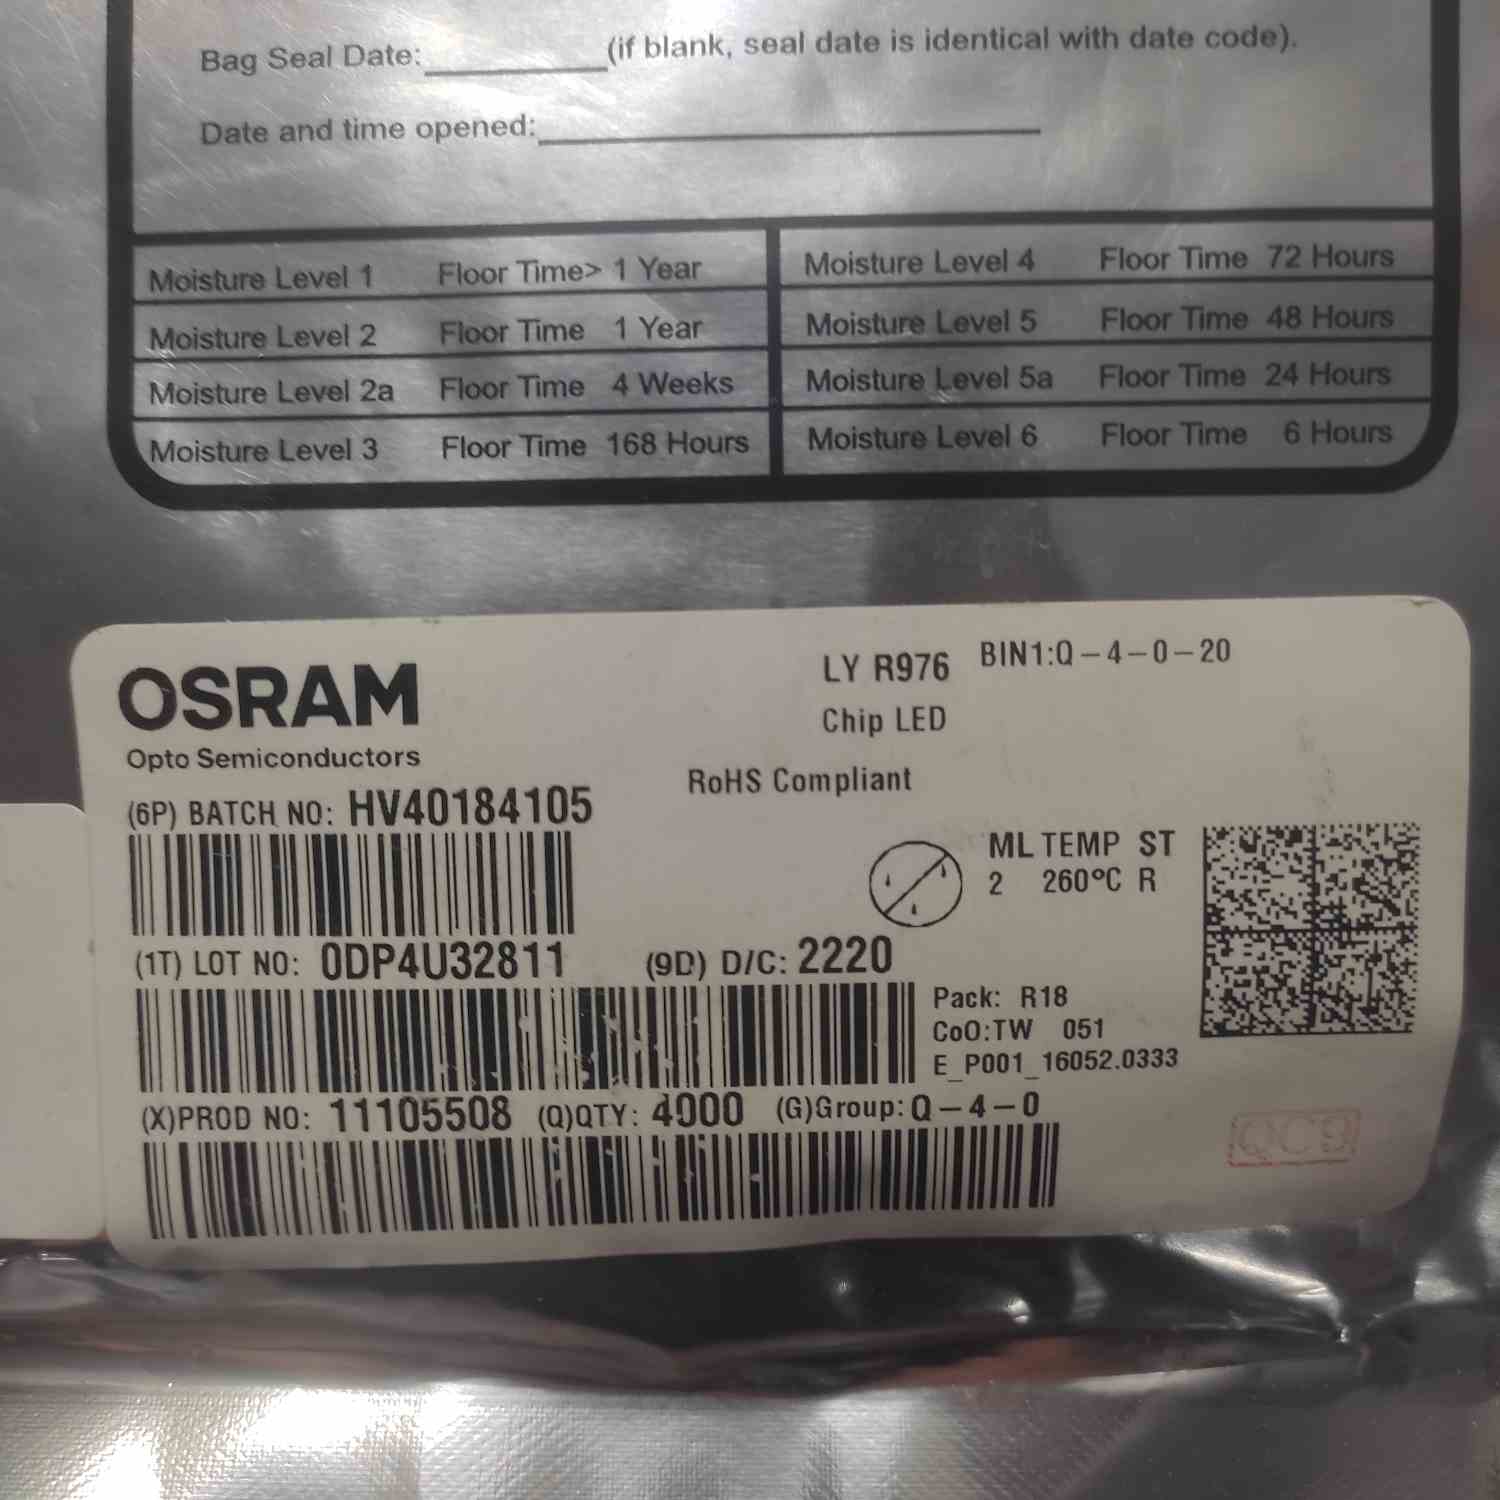 Bag Seal Date:__________(if blank, seal date is identical with date code).
Date and time opened:__________
Moisture Level 1 Floor Time> 1 Year
Moisture Level 2 Floor Time 1 Year
Moisture Level 2a Floor Time 4 Weeks
Moisture Level 3 Floor Time 168 Hours
Moisture Level 4 Floor Time 72 Hours
Moisture Level 5 Floor Time 48 Hours
Moisture Level 5a Floor Time 24 Hours
Moisture Level 6 Floor Time 6 Hours
OSRAM
Opto Semiconductors
LY R976 BIN1:Q-4-0-20
Chip LED
RoHS Compliant
(6P) BATCH NO: HV40184105
ML TEMP ST
2 260°C R
(1T) LOT NO: 0DP4U32811 (9D) D/C: 2220
Pack: R18
CoO:TW 051
E_P001_16052.0333
(X)PROD NO: 11105508 (Q)QTY: 4000 (G)Group: Q-4-0
QC9